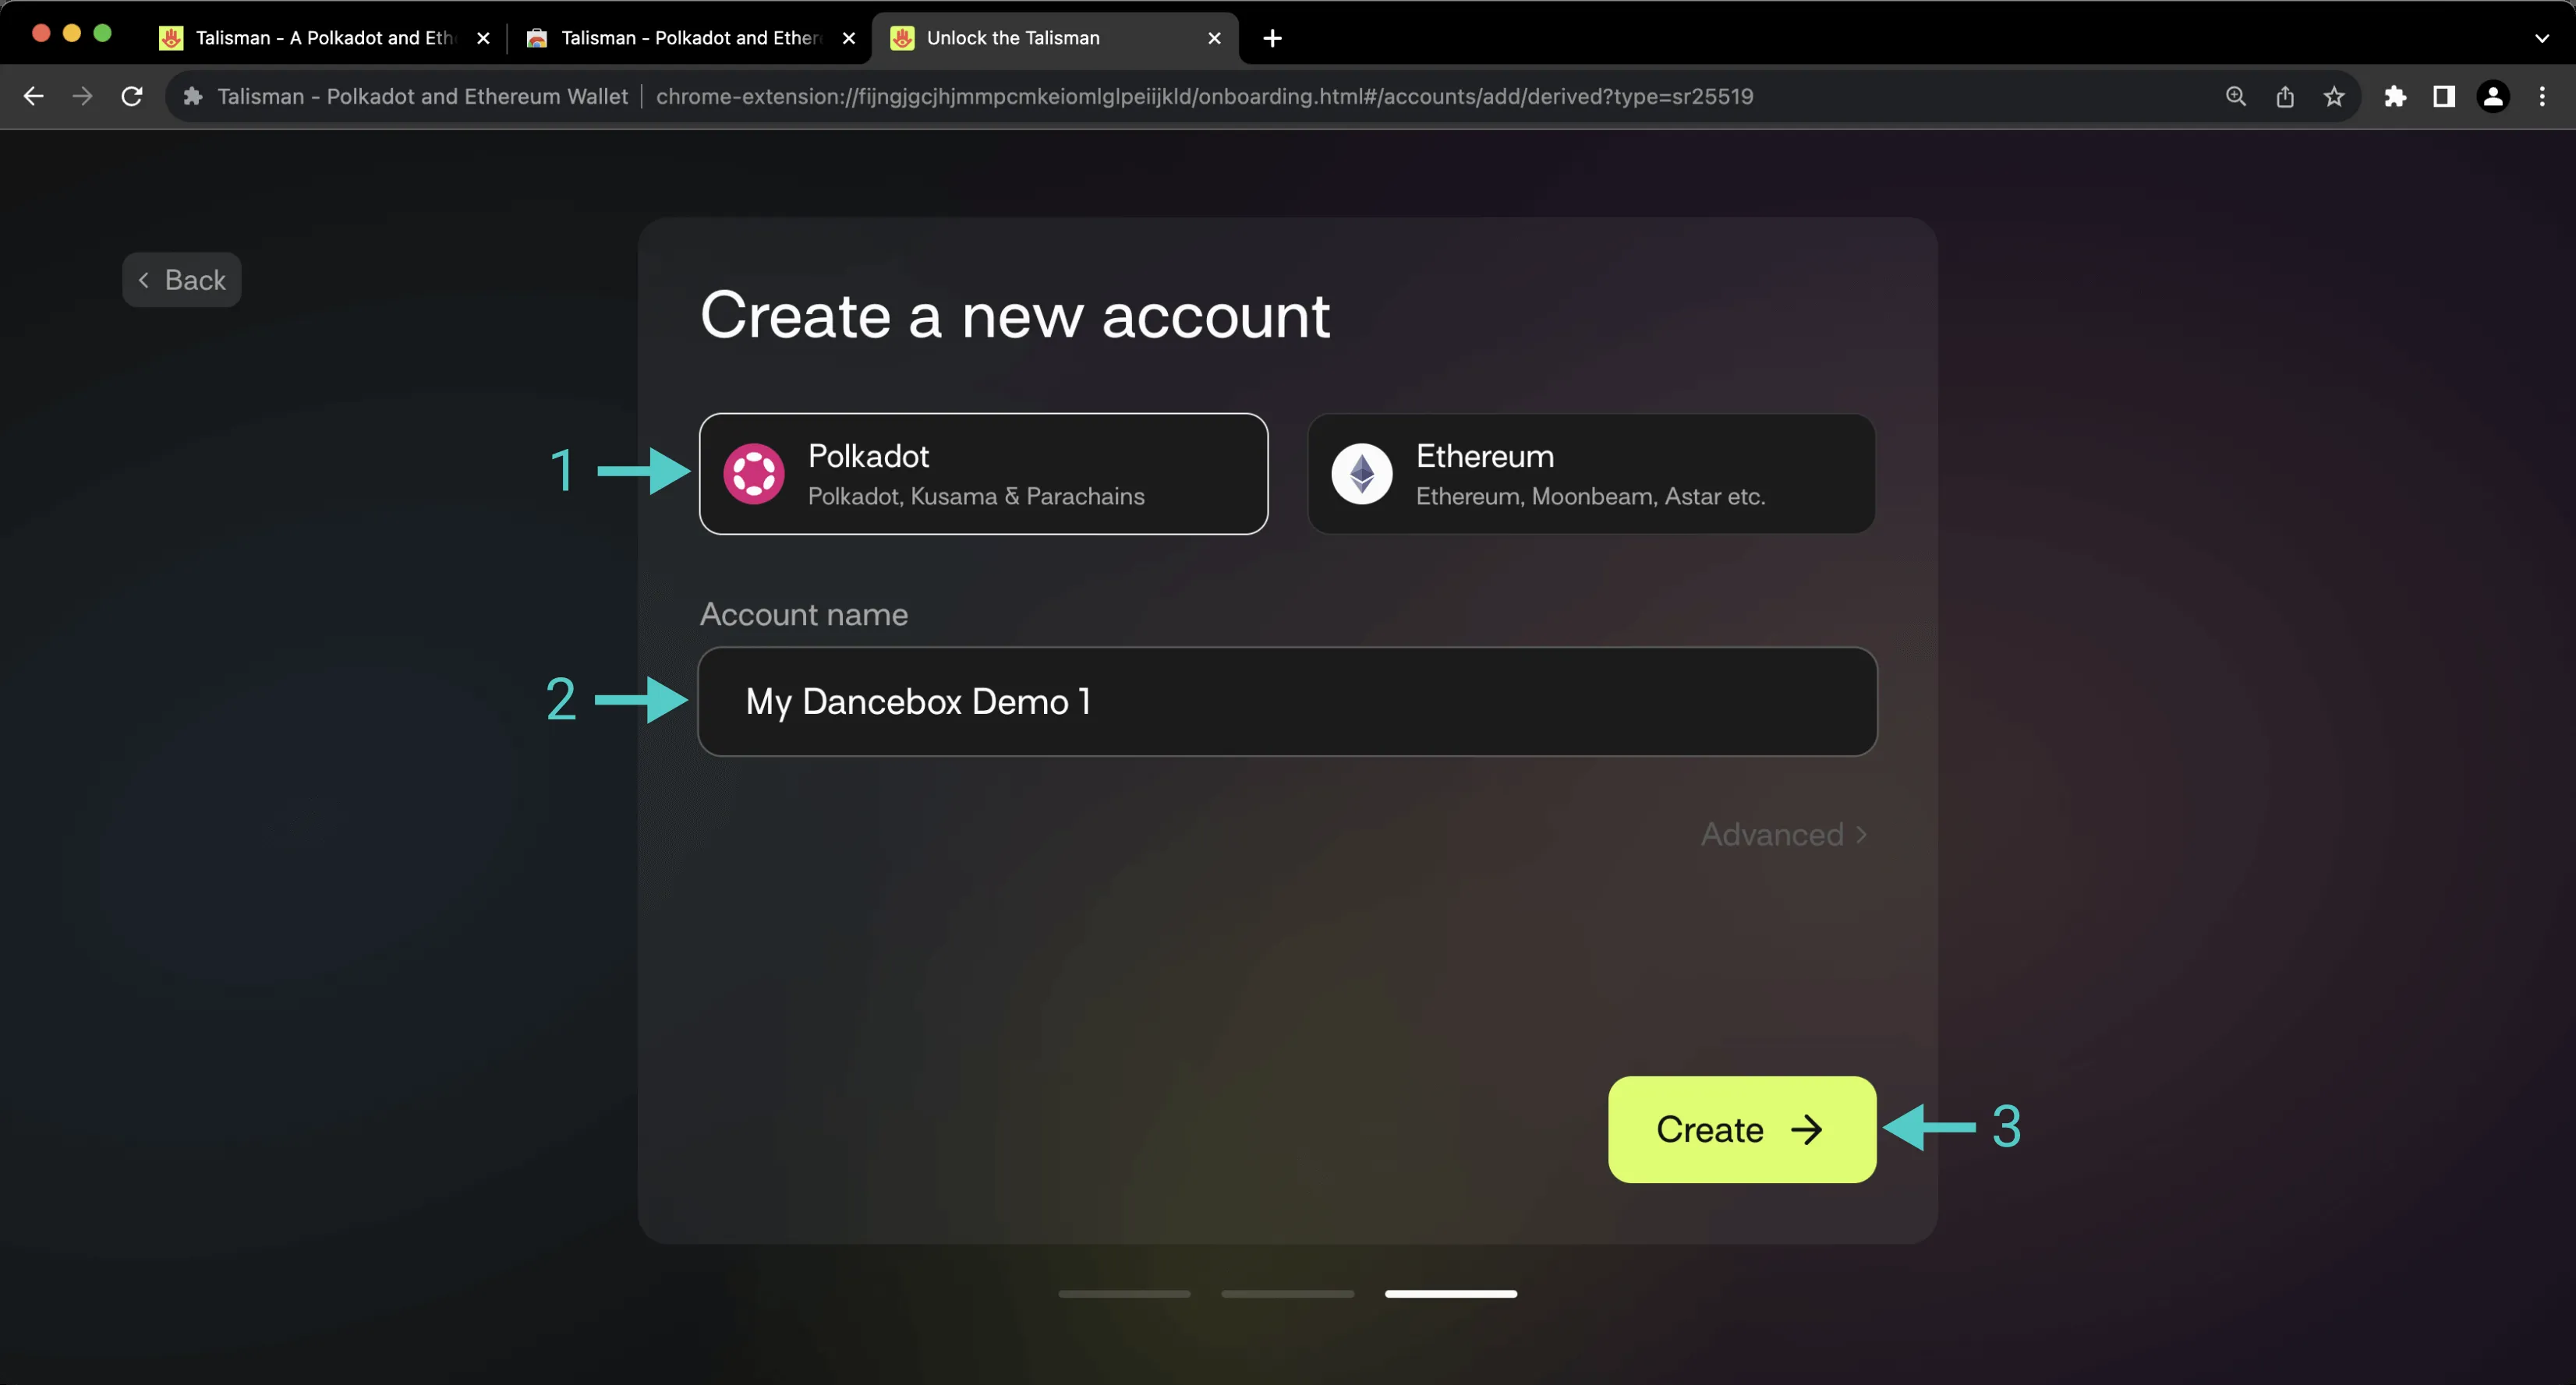 Talisman - A Polkadot and Eth
Talisman - Polkadot and Ether
Unlock the Talisman
Talisman - Polkadot and Ethereum Wallet
chrome-extension://fijngjgcjhjmmpcmkeiomlglpeiijkld/onboarding.html#/accounts/add/derived?type=sr25519
Back
Create a new account
1
Polkadot
Polkadot, Kusama & Parachains
Ethereum
Ethereum, Moonbeam, Astar etc.
Account name
2
My Dancebox Demo 1
Advanced
Create
3